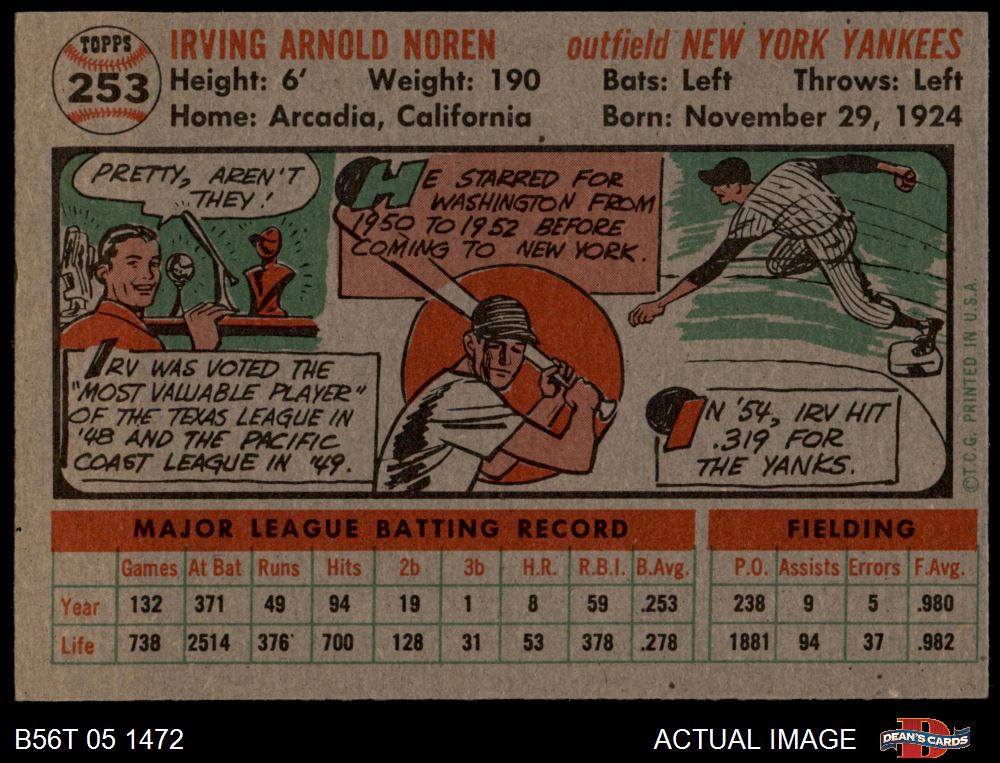 TOPPS
253
IRVING ARNOLD NOREN outfield NEW YORK YANKEES
Height: 6' Weight: 190 Bats: Left Throws: Left
Home: Arcadia, California Born: November 29, 1924
PRETTY, AREN'T
THEY!
IRV WAS VOTED THE
"MOST VALUABLE PLAYER"
OF THE TEXAS LEAGUE IN
'48 AND THE PACIFIC
COAST LEAGUE IN '49.
HE STARRED FOR
WASHINGTON FROM
1950 TO 1952 BEFORE
COMING TO NEW YORK.
IN '54, IRV HIT
.319 FOR
THE YANKS.
©T.C.G. PRINTED IN U.S.A.
MAJOR LEAGUE BATTING RECORD FIELDING
Games At Bat Runs Hits 2b 3b H.R. R.B.I. B.Avg. P.O. Assists Errors F.Avg.
Year 132 371 49 94 19 1 8 59 .253 238 9 5 .980
Life 738 2514 376 700 128 31 53 378 .278 1881 94 37 .982
B56T 05 1472 ACTUAL IMAGE
D
DEAN'S CARDS